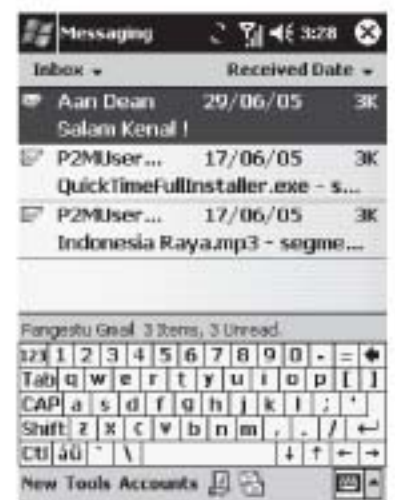 Messaging 3:28
Inbox Received Date
Aan Dean 29/06/05 3K
Salam Kenal !
P2MUser... 17/06/05 3K
QuickTimeFullInstaller.exe - s...
P2MUser... 17/06/05 3K
Indonesia Raya.mp3 - segme...
Pangestu Gmail 3 Items, 3 Unread.
123 1 2 3 4 5 6 7 8 9 0 - =
Tab q w e r t y u i o p [ ]
CAP a s d f g h j k l ; '
Shift z x c v b n m , . /
Ctl áü ` \
New Tools Accounts